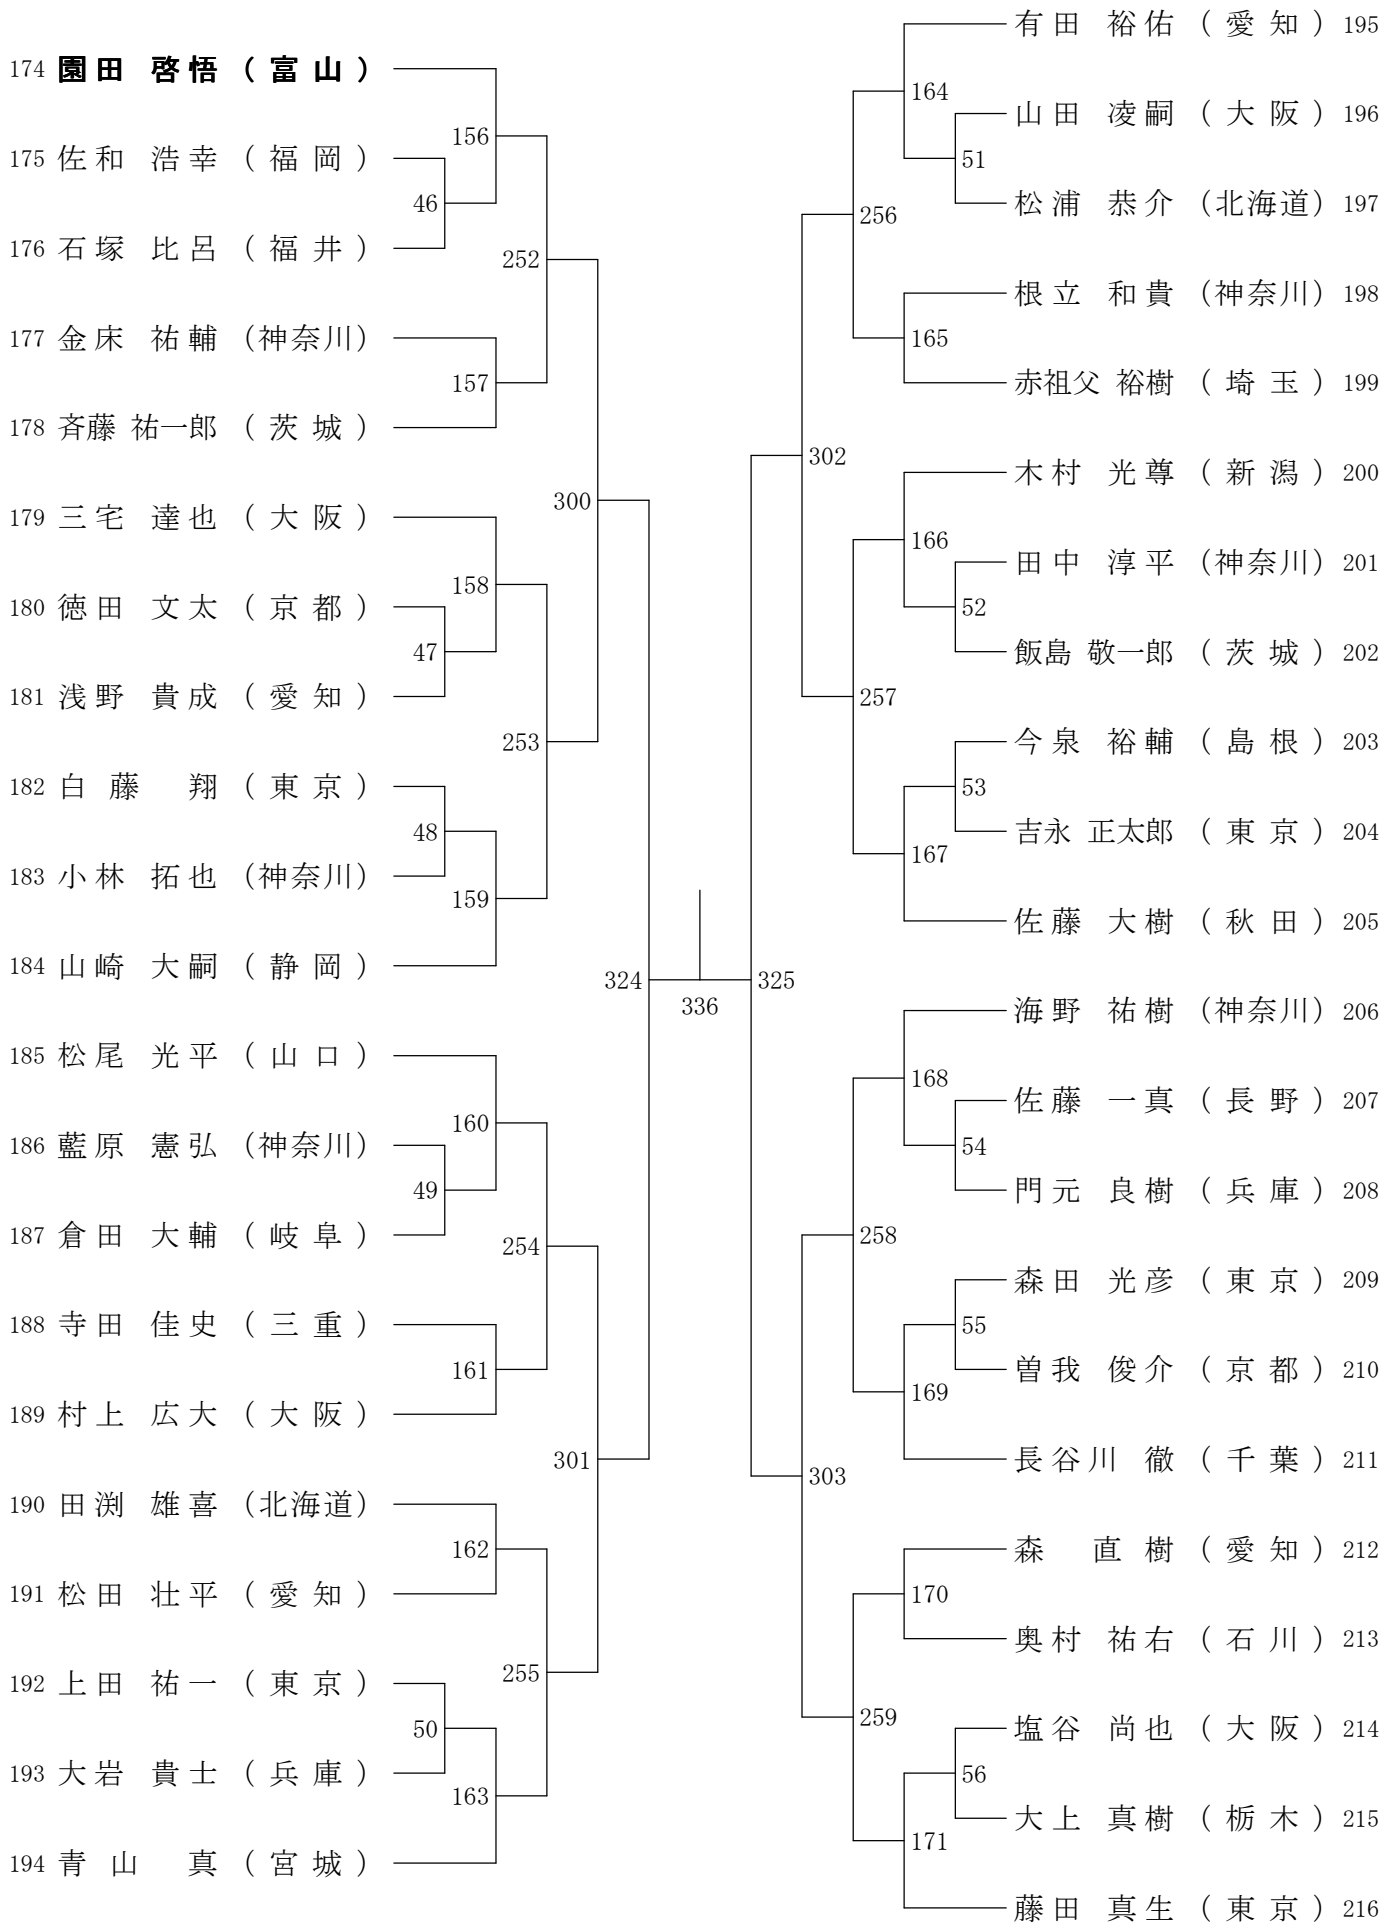 174 園田 啓悟 (富山)
156
175 佐和 浩幸 (福岡)
46
176 石塚 比呂 (福井)
252
177 金床 祐輔 (神奈川)
157
178 斉藤 祐一郎 (茨城)
300
179 三宅 達也 (大阪)
158
180 徳田 文太 (京都)
47
181 浅野 貴成 (愛知)
253
182 白藤 翔 (東京)
48
183 小林 拓也 (神奈川)
159
184 山崎 大嗣 (静岡)
324
185 松尾 光平 (山口)
160
186 藍原 憲弘 (神奈川)
49
187 倉田 大輔 (岐阜)
254
188 寺田 佳史 (三重)
161
189 村上 広大 (大阪)
301
190 田渕 雄喜 (北海道)
162
191 松田 壮平 (愛知)
255
192 上田 祐一 (東京)
50
193 大岩 貴士 (兵庫)
163
194 青山 真 (宮城)
336
有田 裕佑 (愛知) 195
164
山田 凌嗣 (大阪) 196
51
松浦 恭介 (北海道) 197
256
根立 和貴 (神奈川) 198
165
赤祖父 裕樹 (埼玉) 199
302
木村 光尊 (新潟) 200
166
田中 淳平 (神奈川) 201
52
飯島 敬一郎 (茨城) 202
257
今泉 裕輔 (島根) 203
53
吉永 正太郎 (東京) 204
167
佐藤 大樹 (秋田) 205
325
海野 祐樹 (神奈川) 206
168
佐藤 一真 (長野) 207
54
門元 良樹 (兵庫) 208
258
森田 光彦 (東京) 209
55
曽我 俊介 (京都) 210
169
長谷川 徹 (千葉) 211
303
森 直樹 (愛知) 212
170
奥村 祐右 (石川) 213
259
塩谷 尚也 (大阪) 214
56
大上 真樹 (栃木) 215
171
藤田 真生 (東京) 216